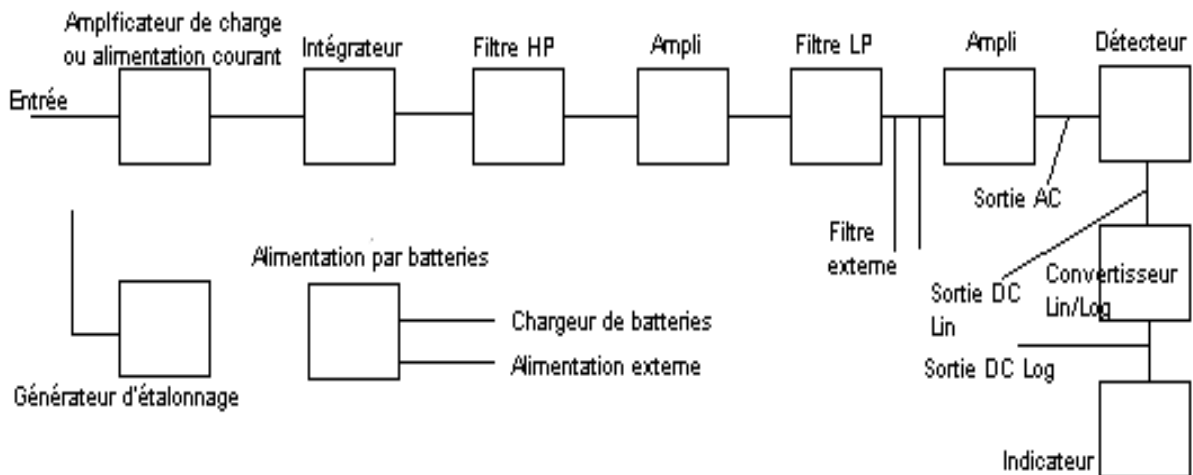 Amplficateur de charge
ou alimentation courant
Intégrateur
Filtre HP
Ampli
Filtre LP
Ampli
Détecteur
Entrée
Sortie AC
Filtre
externe
Alimentation par batteries
Sortie DC
Lin
Convertisseur
Lin/Log
Chargeur de batteries
Alimentation externe
Sortie DC Log
Générateur d'étalonnage
Indicateur